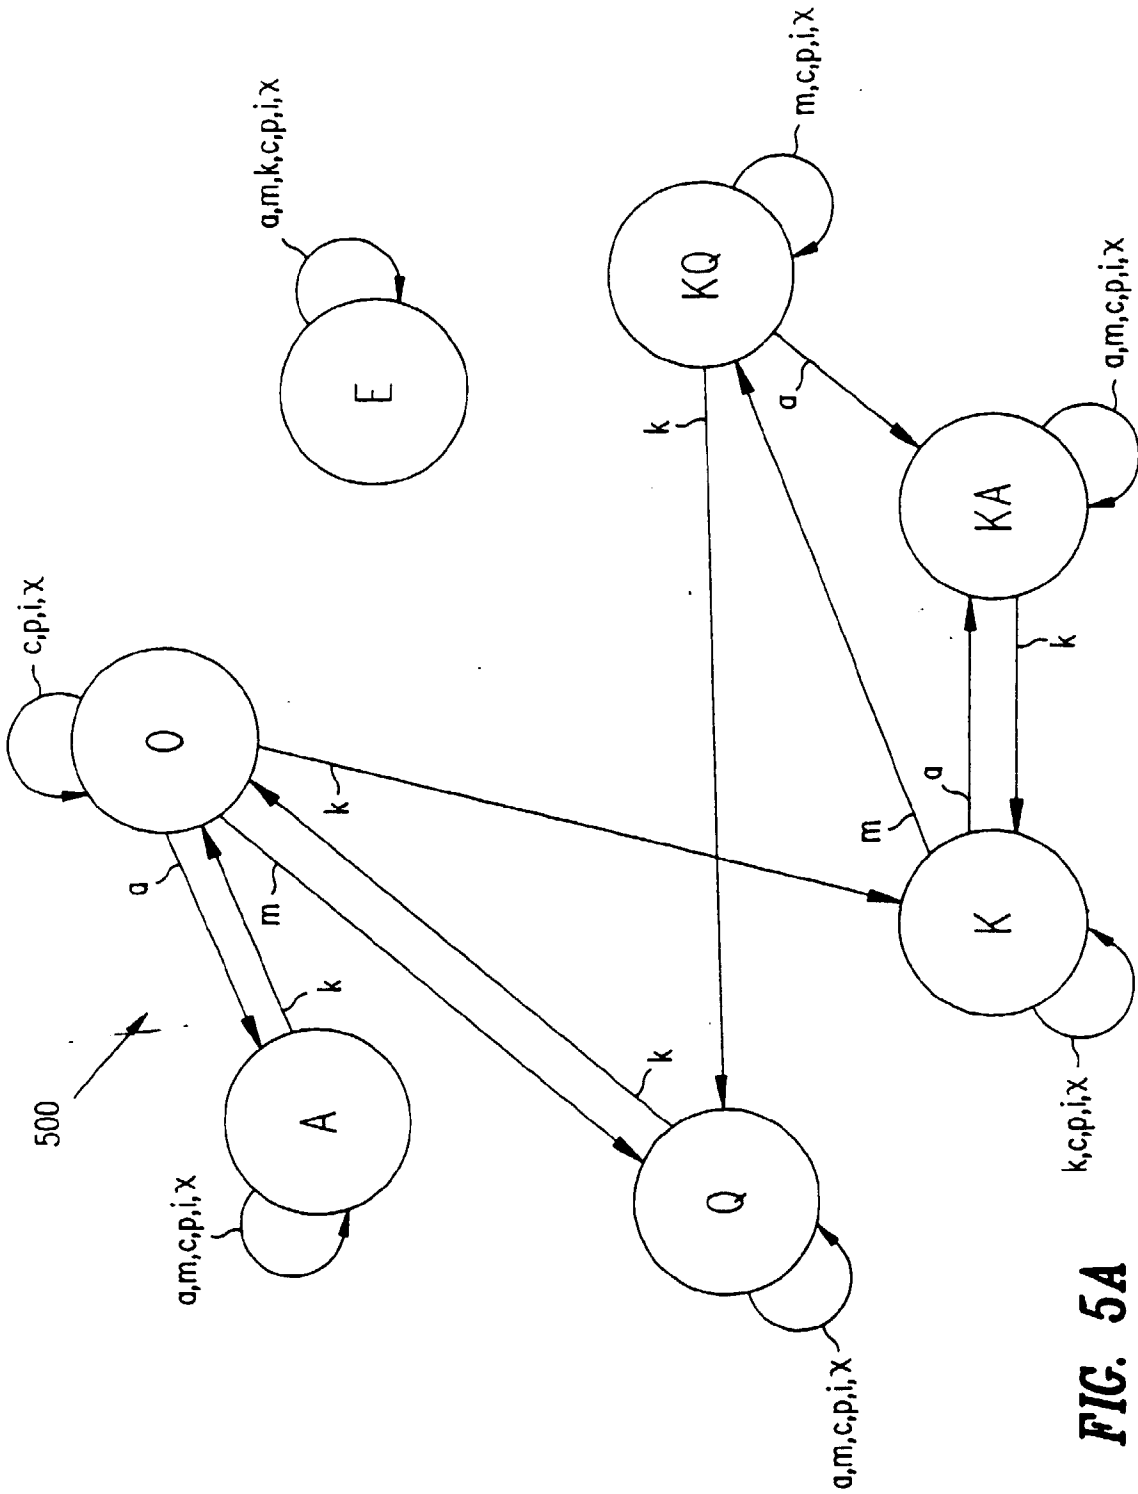 500
a,m,c,p,i,χ
A
a
k
m
O
c,p,i,χ
k
E
a,m,k,c,p,i,χ
Q
a,m,c,p,i,χ
k
k
KQ
m,c,p,i,χ
a
m
K
k,c,p,i,χ
a
k
KA
a,m,c,p,i,χ
FIG. 5A